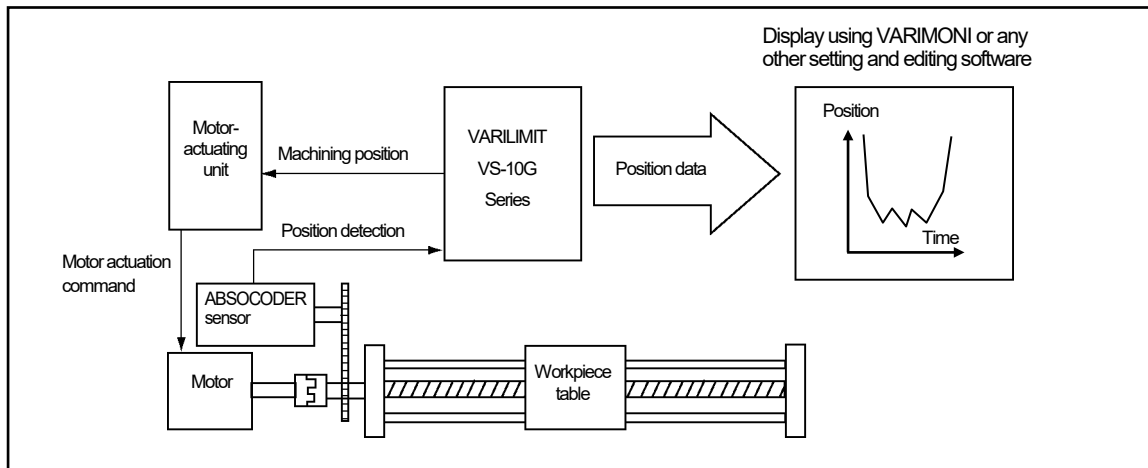 Display using VARIMONI or any
other setting and editing software
Motor-
actuating
unit
Machining position
VARILIMIT
VS-10G
Series
Position data
Position
Time
Position detection
Motor actuation
command
ABSOCODER
sensor
Motor
Workpiece
table